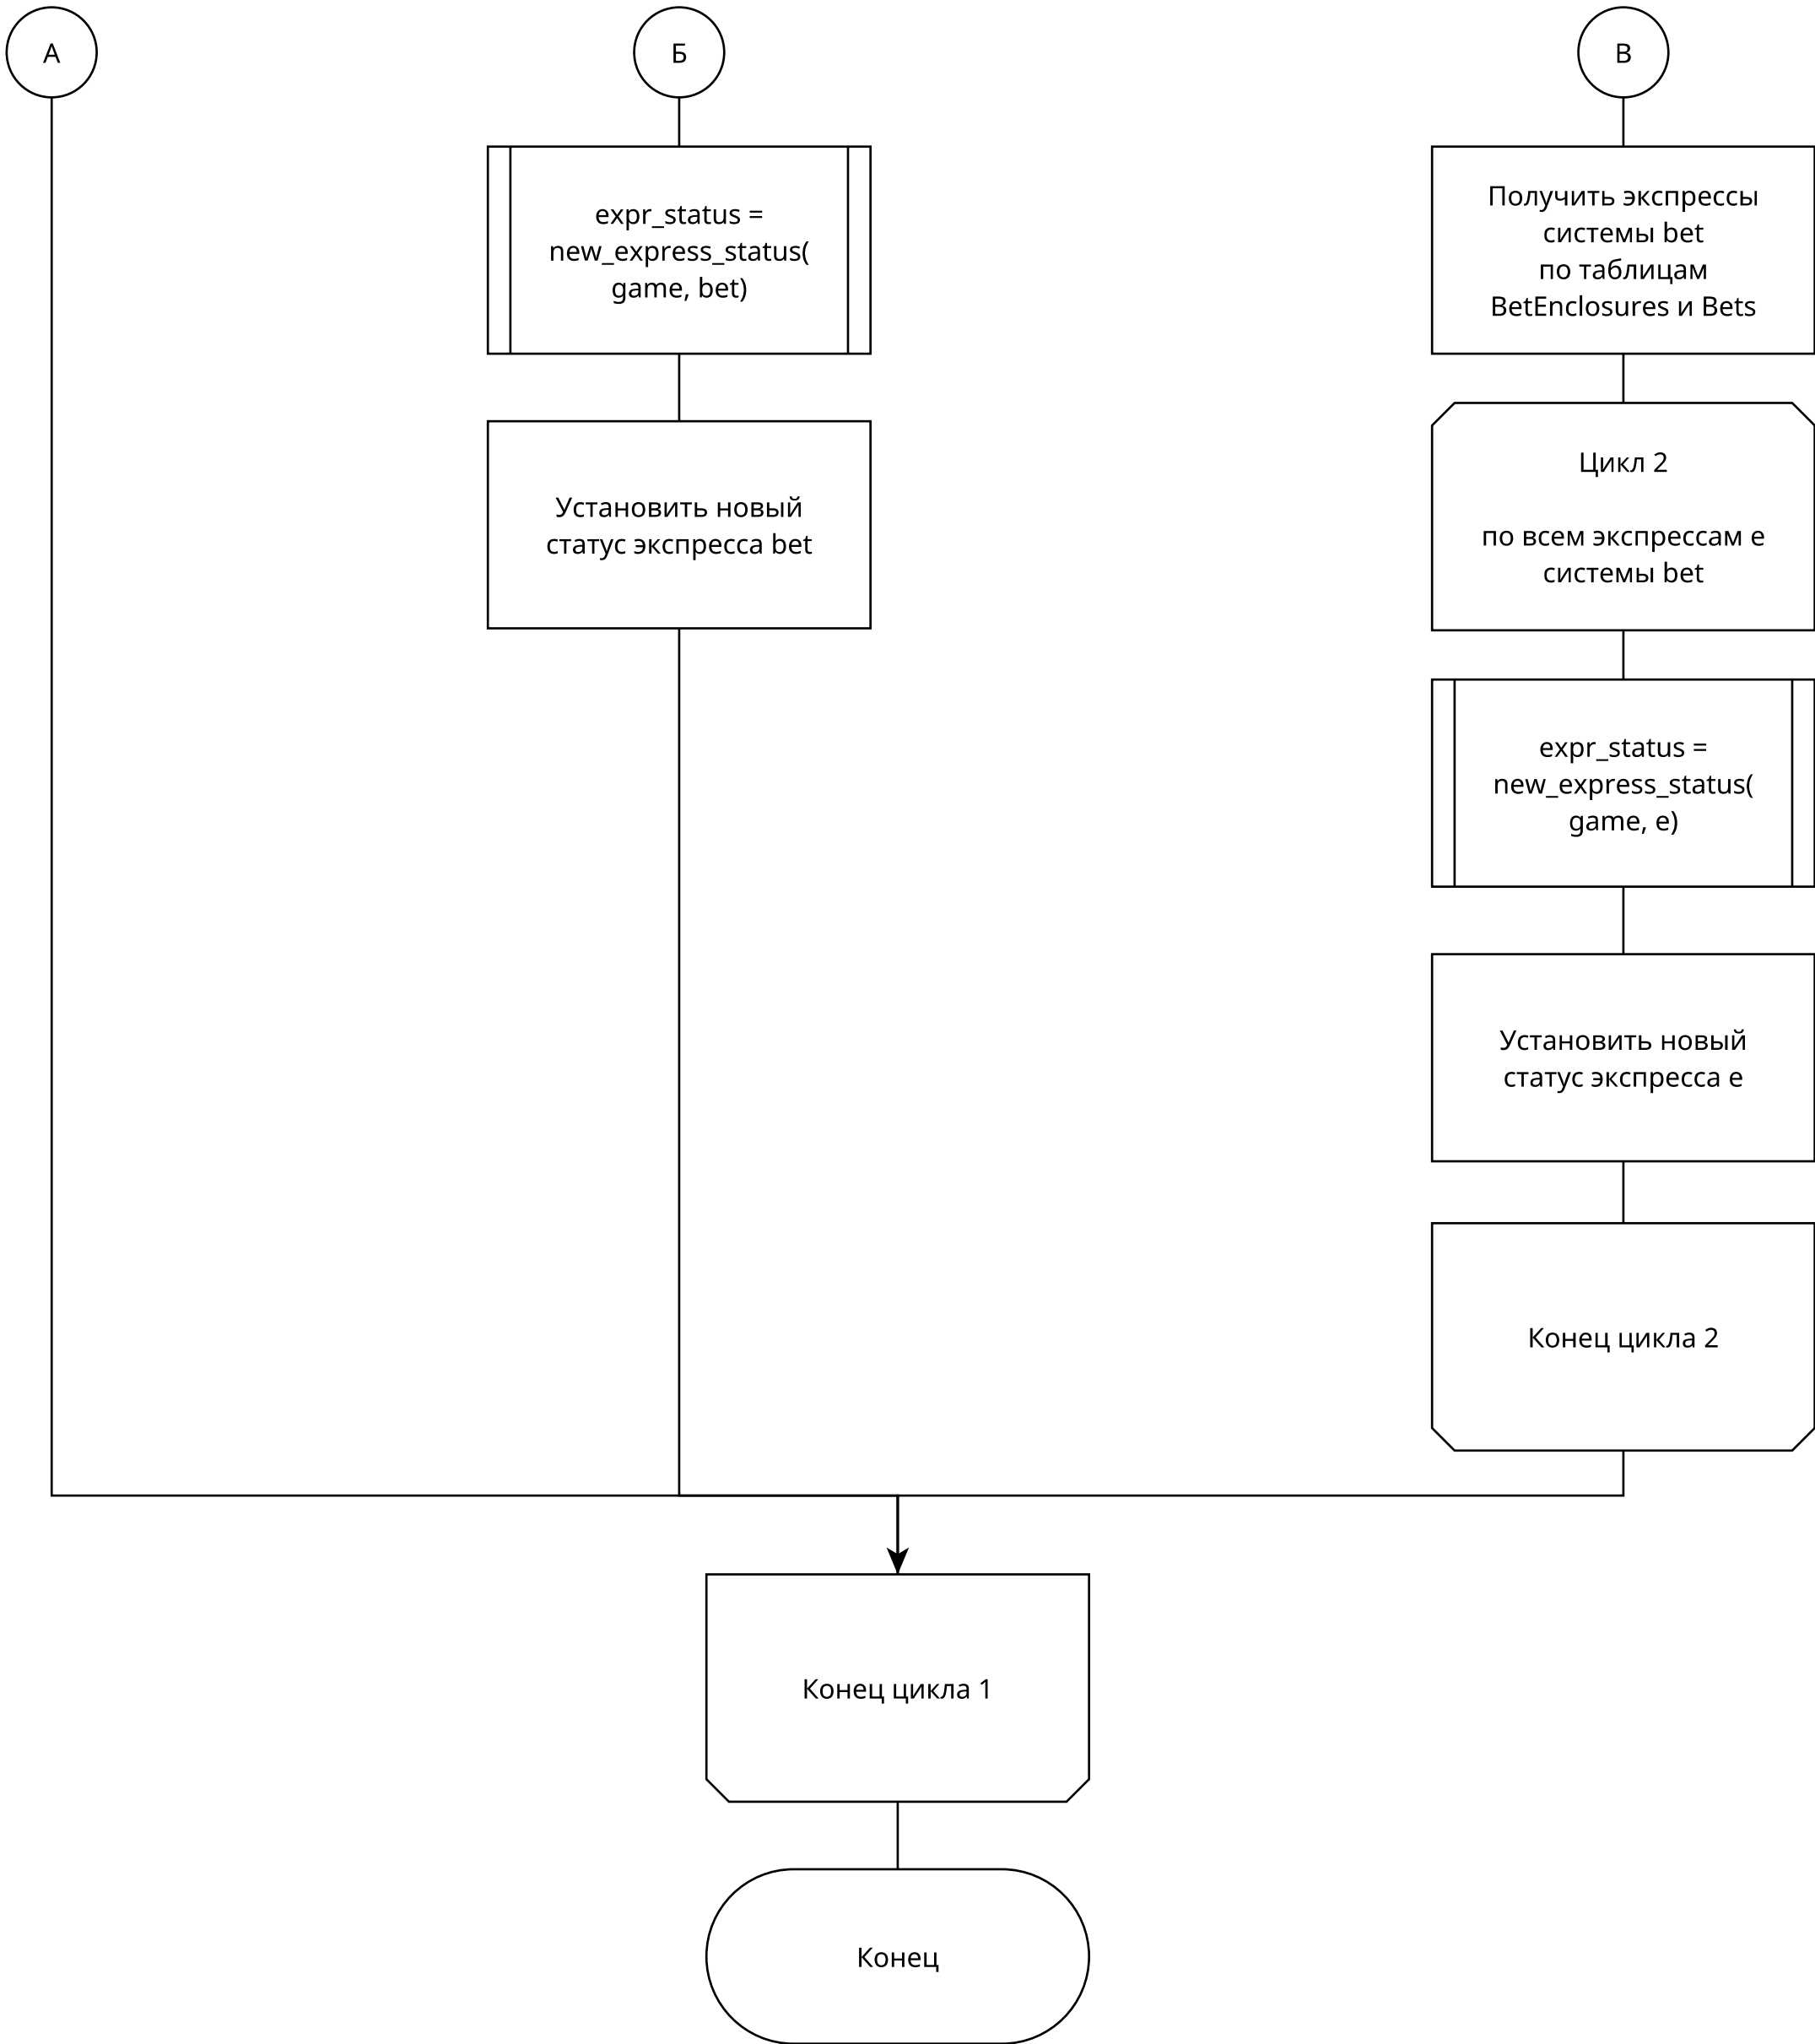 А
Б
В
expr_status =
new_express_status(
game, bet)
Установить новый
статус экспресса bet
Получить экспрессы
системы bet
по таблицам
BetEnclosures и Bets
Цикл 2
по всем экспрессам e
системы bet
expr_status =
new_express_status(
game, e)
Установить новый
статус экспресса e
Конец цикла 2
Конец цикла 1
Конец